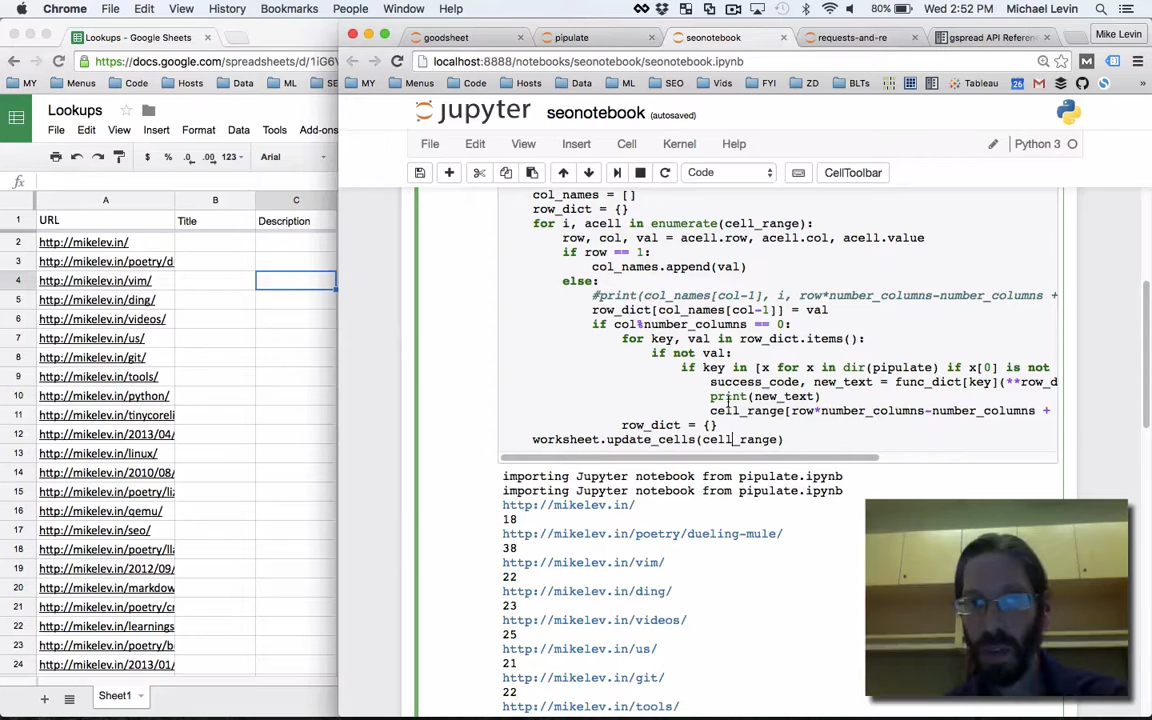 Chrome File Edit View History Bookmarks People Window Help 80% Wed 2:52 PM Michael Levin
Lookups - Google Sheets
https://docs.google.com/spreadsheets/d/1iG6V
MY Menus Code Hosts Data ML SE
Lookups
File Edit View Insert Format Data Tools Add-ons
$ % .0 .00 123 Arial
fx
A B C
1 URL Title Description
2 http://mikelev.in/
3 http://mikelev.in/poetry/d
4 http://mikelev.in/vim/
5 http://mikelev.in/ding/
6 http://mikelev.in/videos/
7 http://mikelev.in/us/
8 http://mikelev.in/git/
9 http://mikelev.in/tools/
10 http://mikelev.in/python/
11 http://mikelev.in/tinycorelin
12 http://mikelev.in/2013/04/
13 http://mikelev.in/linux/
14 http://mikelev.in/2010/08/
15 http://mikelev.in/poetry/liz
16 http://mikelev.in/qemu/
17 http://mikelev.in/seo/
18 http://mikelev.in/poetry/lla
19 http://mikelev.in/2012/09/
20 http://mikelev.in/markdow
21 http://mikelev.in/poetry/cr
22 http://mikelev.in/learnings
23 http://mikelev.in/poetry/b
24 http://mikelev.in/2013/01/
Sheet1
goodsheet pipulate seonotebook requests-and-re gspread API Referen Mike Levin
localhost:8888/notebooks/seonotebook/seonotebook.ipynb
MY Menus Code Hosts Data ML SEO Vids FYI ZD BLTs Tableau 26
jupyter seonotebook (autosaved)
File Edit View Insert Cell Kernel Help Python 3
Code CellToolbar
col_names = []
row_dict = {}
for i, acell in enumerate(cell_range):
row, col, val = acell.row, acell.col, acell.value
if row == 1:
col_names.append(val)
else:
#print(col_names[col-1], i, row*number_columns-number_columns +
row_dict[col_names[col-1]] = val
if col%number_columns == 0:
for key, val in row_dict.items():
if not val:
if key in [x for x in dir(pipulate) if x[0] is not
success_code, new_text = func_dict[key](**row_d
print(new_text)
cell_range[row*number_columns-number_columns +
row_dict = {}
worksheet.update_cells(cell_range)
importing Jupyter notebook from pipulate.ipynb
importing Jupyter notebook from pipulate.ipynb
http://mikelev.in/
18
http://mikelev.in/poetry/dueling-mule/
38
http://mikelev.in/vim/
22
http://mikelev.in/ding/
23
http://mikelev.in/videos/
25
http://mikelev.in/us/
21
http://mikelev.in/git/
22
http://mikelev.in/tools/